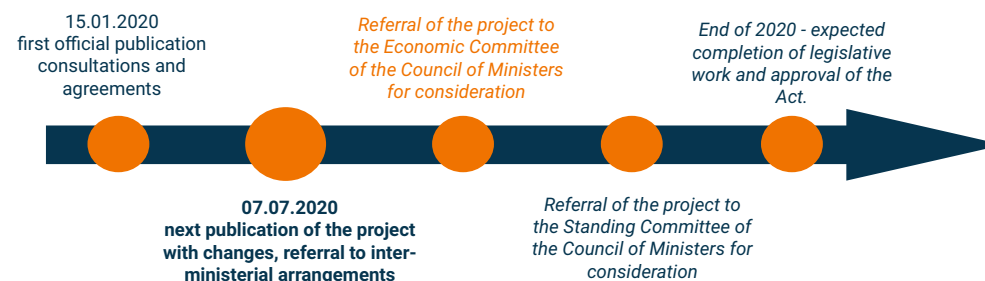 15.01.2020
first official publication
consultations and
agreements
07.07.2020
next publication of the project
with changes, referral to inter-
ministerial arrangements
Referral of the project to
the Economic Committee
of the Council of Ministers
for consideration
Referral of the project to
the Standing Committee of
the Council of Ministers for
consideration
End of 2020 - expected
completion of legislative
work and approval of the
Act.